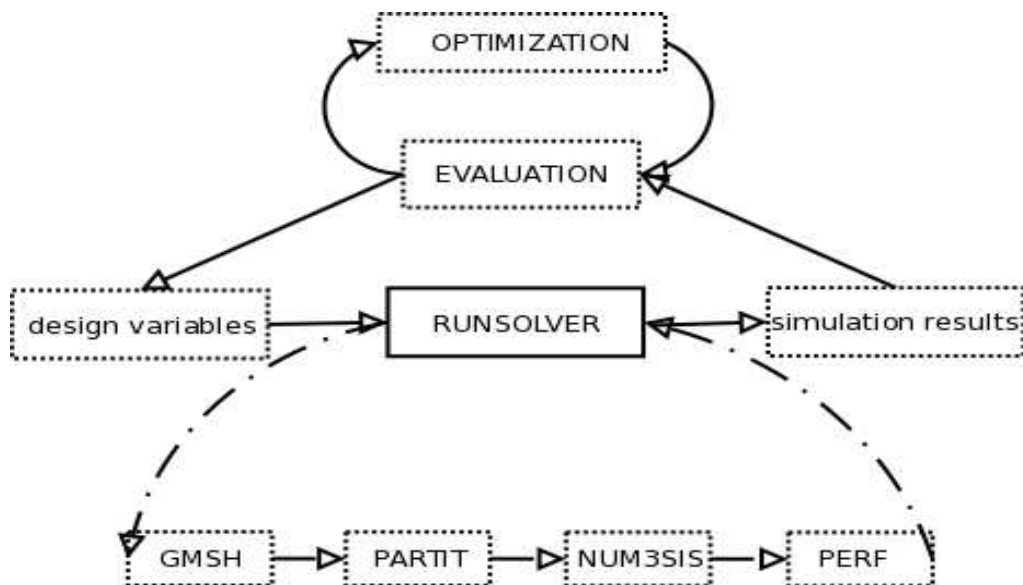 OPTIMIZATION
EVALUATION
design variables
RUNSOLVER
simulation results
GMSH
PARTIT
NUM3SIS
PERF